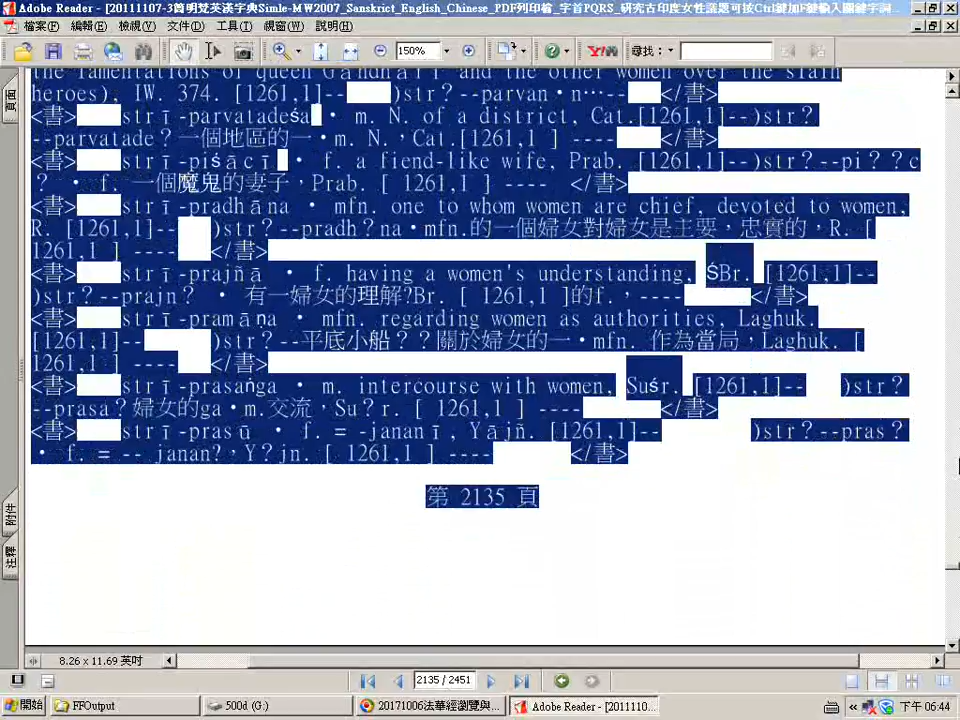 Adobe Reader - [20111107-3簡明梵英漢字典Simle-MW2007_Sanskrict_English_Chinese_PDF列印檔_字首PQRS_研究古印度女性議題可按Ctrl鍵加F鍵輸入關鍵字詞...
檔案(F) 編輯(E) 檢視(V) 文件(D) 工具(T) 視窗(W) 說明(H)
150% Y! 尋找：
頁面
the lamentations of queen Gāndhārī and the other women over the slain
heroes), IW. 374. [1261,1]-- )str？--parvan‧n…‥-- </書>
<書> strī-parvatadeśa ‧ m. N. of a district, Cat.[1261,1]--)str？
--parvatade？一個地區的一‧m. N., Cat.[1261,1] ---- </書>
<書> strī-piśācī ‧ f. a fiend-like wife, Prab. [1261,1]--)str？--pi？？c
？ ‧ f. 一個魔鬼的妻子，Prab. [ 1261,1 ] ---- </書>
<書> strī-pradhāna ‧ mfn. one to whom women are chief, devoted to women,
R. [1261,1]-- )str？--pradh？na‧mfn.的一個婦女對婦女是主要，忠實的，R. [
1261,1 ] ---- </書>
<書> strī-prajñā ‧ f. having a women's understanding, ŚBr. [1261,1]--
)str？--prajn？ ‧ 有一婦女的理解?Br. [ 1261,1 ]的f.，---- </書>
<書> strī-pramāṇa ‧ mfn. regarding women as authorities, Laghuk.
[1261,1]-- )str？--平底小船？？關於婦女的一‧mfn. 作為當局，Laghuk. [
1261,1 ] ---- </書>
<書> strī-prasaṅga ‧ m. intercourse with women, Suśr. [1261,1]-- )str？
--prasa？婦女的ga‧m.交流，Su？r. [ 1261,1 ] ---- </書>
<書> strī-prasū ‧ f. = -jananī, Yājñ. [1261,1]-- )str？--pras？
‧ f. = -- janan?，Y？jn. [ 1261,1 ] ---- </書>
第 2135 頁
附件
注釋
8.26 x 11.69 英吋
2135 / 2451
開始 FFOutput 500d (G:) 20171006法華經瀏覽與... Adobe Reader - [2011110... 下午 06:44